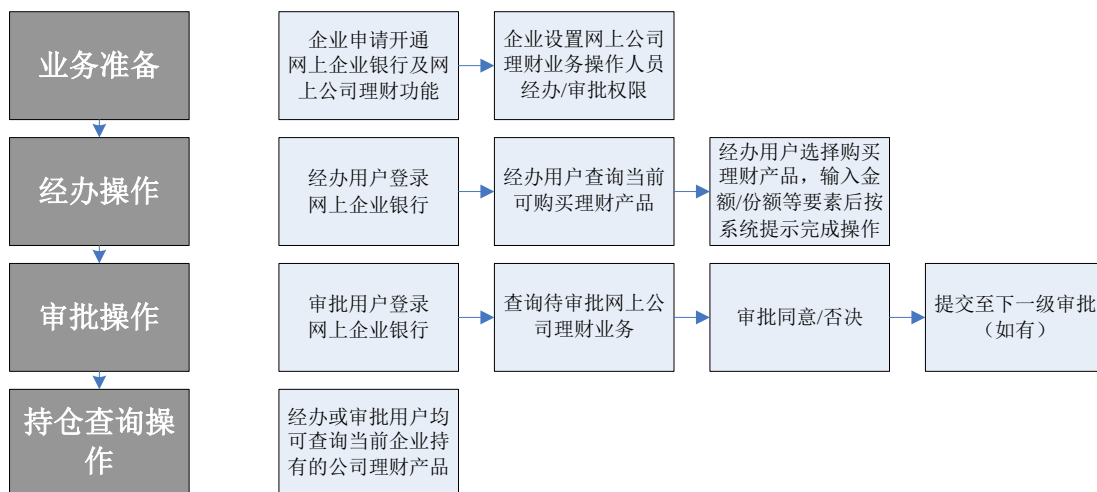 业务准备
企业申请开通
网上企业银行及网
上公司理财功能
企业设置网上公司
理财业务操作人员
经办/审批权限
经办操作
经办用户登录
网上企业银行
经办用户查询当前
可购买理财产品
经办用户选择购买
理财产品，输入金
额/份额等要素后按
系统提示完成操作
审批操作
审批用户登录
网上企业银行
查询待审批网上公
司理财业务
审批同意/否决
提交至下一级审批
（如有）
持仓查询操
作
经办或审批用户均
可查询当前企业持
有的公司理财产品